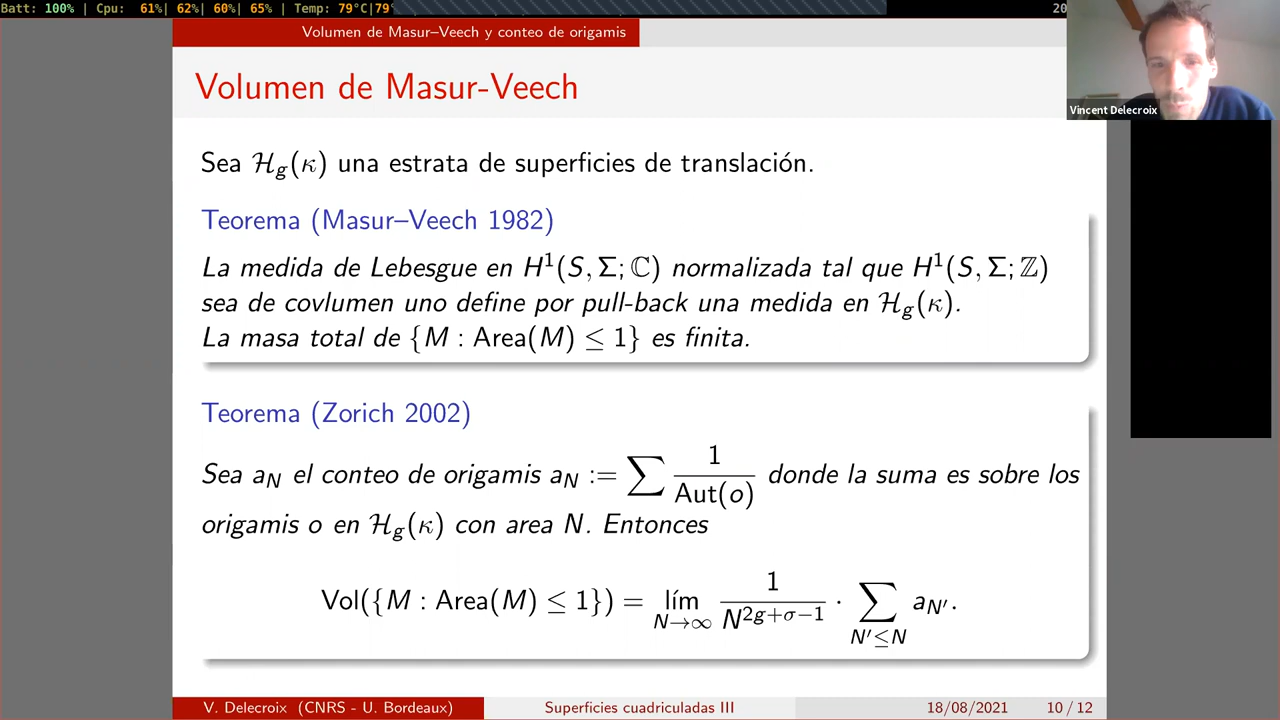 Batt: 100% | Cpu: 61%| 62%| 60% 65% | Temp: 79°C|79°
20
Volumen de Masur–Veech y conteo de origamis
Volumen de Masur-Veech
Vincent Delecroix
Sea ℋ_g(κ) una estrata de superficies de translación.
Teorema (Masur–Veech 1982)
La medida de Lebesgue en H¹(S, Σ; ℂ) normalizada tal que H¹(S, Σ; ℤ)
sea de covlumen uno define por pull-back una medida en ℋ_g(κ).
La masa total de {M : Area(M) ≤ 1} es finita.
Teorema (Zorich 2002)
Sea a_N el conteo de origamis a_N := ∑ 1/Aut(o) donde la suma es sobre los
origamis o en ℋ_g(κ) con area N. Entonces
Vol({M : Area(M) ≤ 1}) = lím_{N→∞} 1/N^{2g+σ−1} · ∑_{N'≤N} a_{N'}.
V. Delecroix (CNRS - U. Bordeaux) Superficies cuadriculadas III 18/08/2021 10 / 12